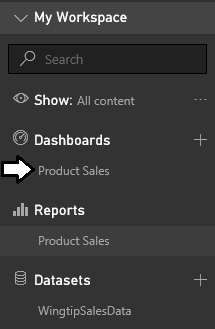 My Workspace
Search
Show: All content
Dashboards
Product Sales
Reports
Product Sales
Datasets
WingtipSalesData